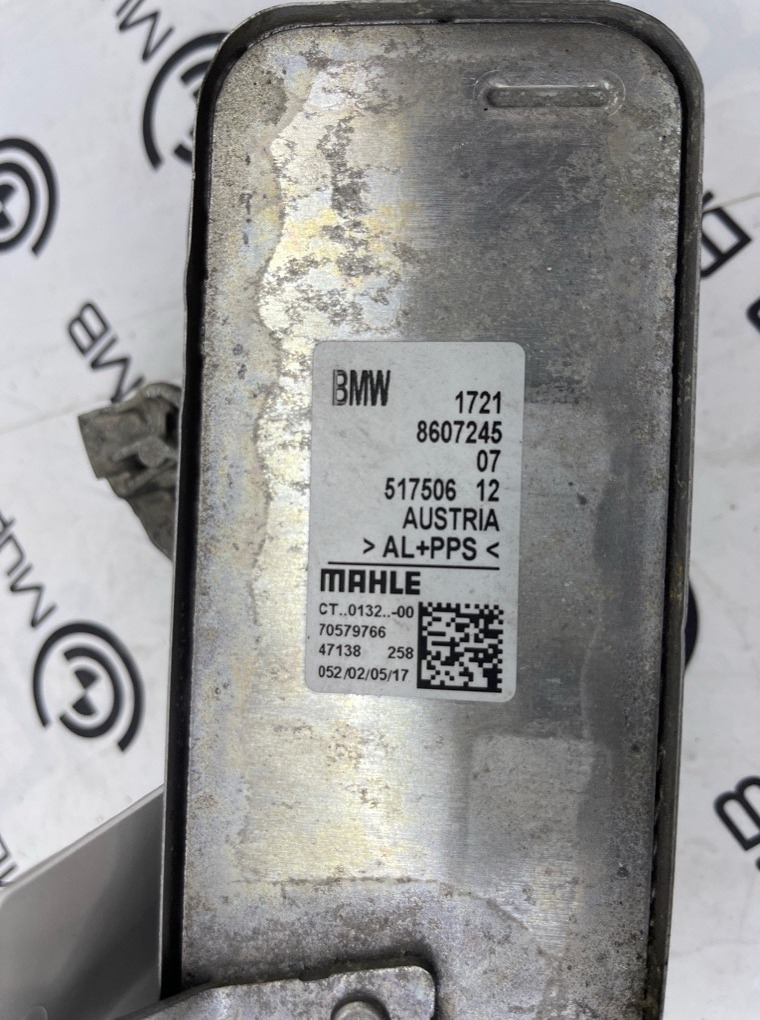 BMW 1721
8607245
07
517506 12
AUSTRIA
>AL+PPS<
MAHLE
CT..0132..-00
70579766
47138 258
052/02/05/17